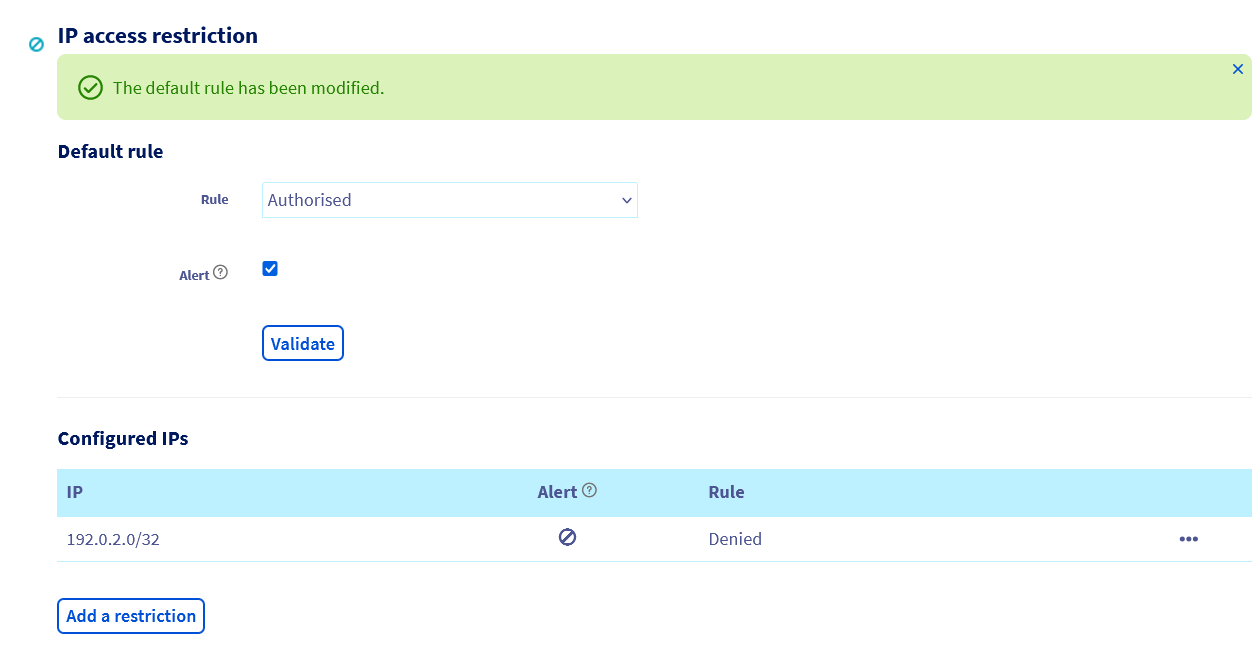 IP access restriction
The default rule has been modified.
Default rule
Rule Authorised
Alert ?
Validate
Configured IPs
IP Alert ? Rule
192.0.2.0/32 Denied •••
Add a restriction